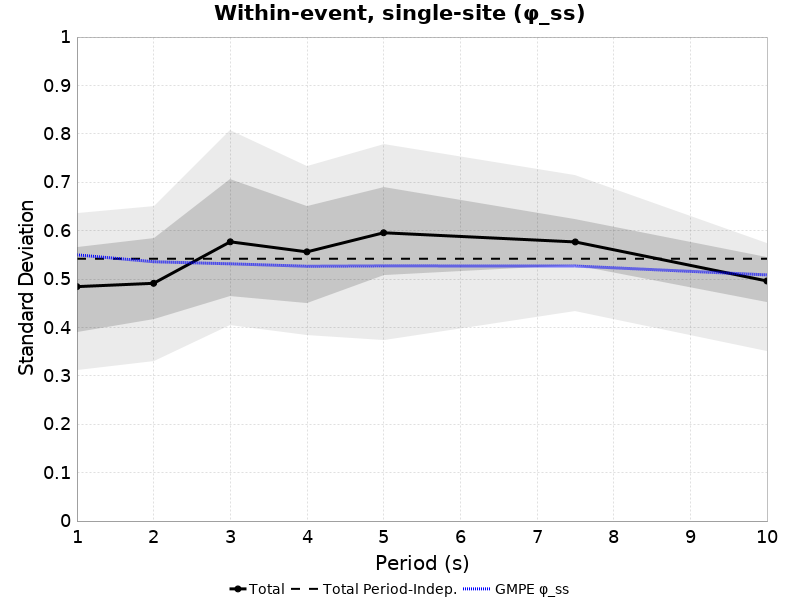 Within-event, single-site (φ_ss)
Standard Deviation
1
0.9
0.8
0.7
0.6
0.5
0.4
0.3
0.2
0.1
0
1 2 3 4 5 6 7 8 9 10
Period (s)
Total Total Period-Indep. GMPE φ_ss